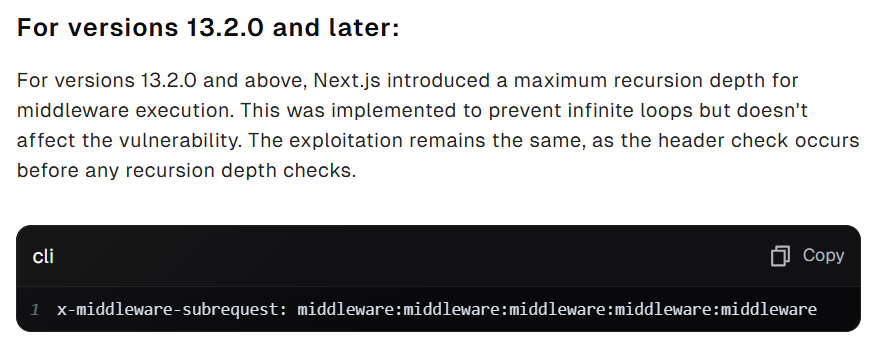 For versions 13.2.0 and later:
For versions 13.2.0 and above, Next.js introduced a maximum recursion depth for
middleware execution. This was implemented to prevent infinite loops but doesn't
affect the vulnerability. The exploitation remains the same, as the header check occurs
before any recursion depth checks.
cli
Copy
1 x-middleware-subrequest: middleware:middleware:middleware:middleware:middleware